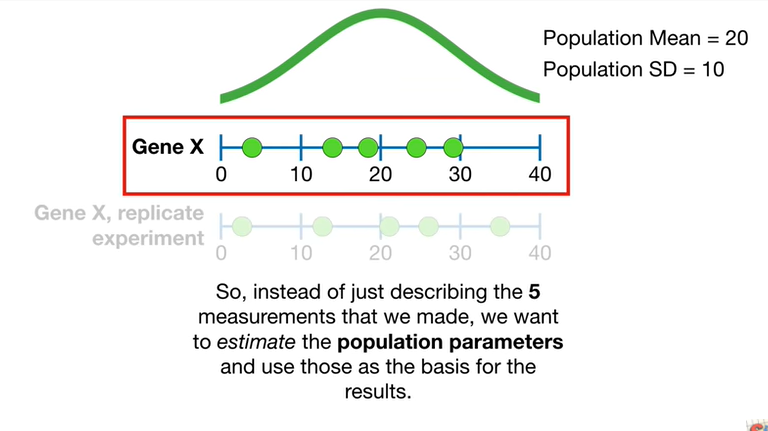 Population Mean = 20
Population SD = 10
Gene X
0 10 20 30 40
Gene X, replicate
experiment
0 10 20 30 40
So, instead of just describing the 5
measurements that we made, we want
to estimate the population parameters
and use those as the basis for the
results.